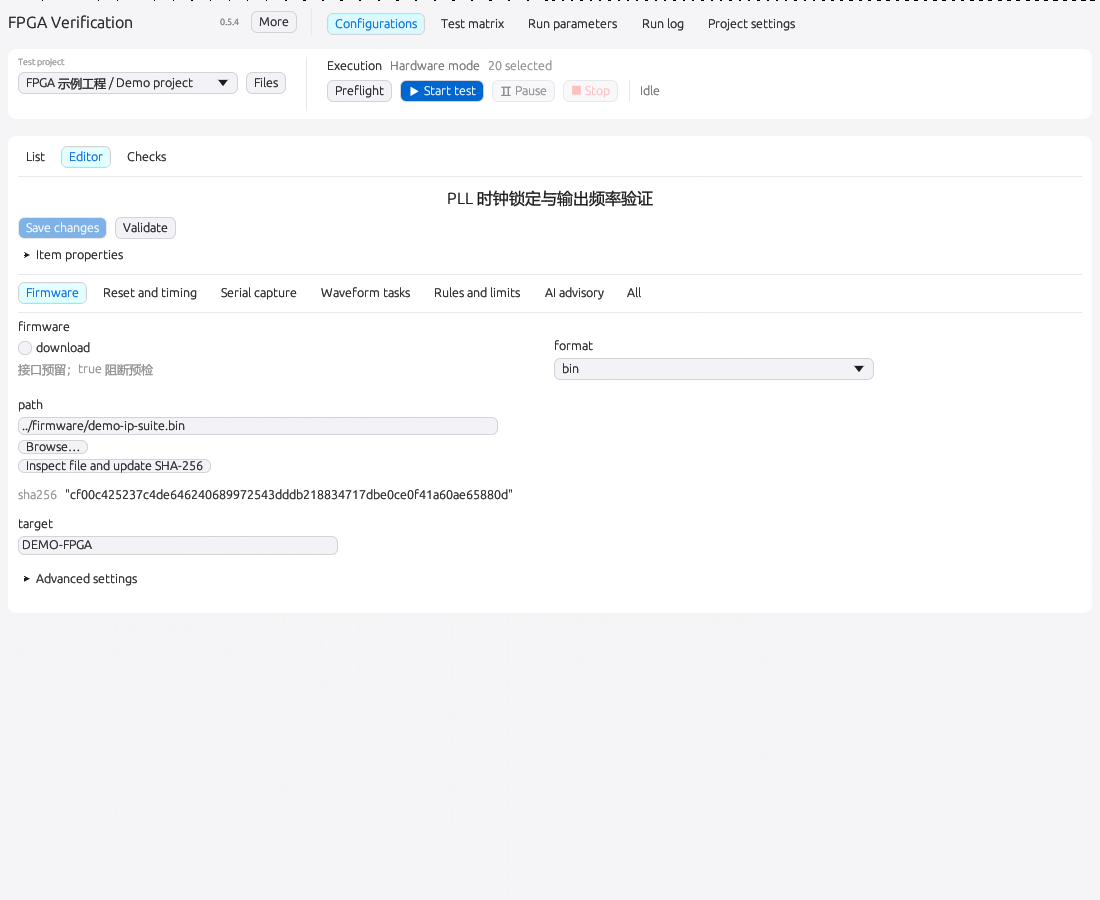 FPGA Verification 0.5.4 More Configurations Test matrix Run parameters Run log Project settings
Test project
FPGA 示例工程 / Demo project Files
Execution Hardware mode 20 selected
Preflight Start test Pause Stop Idle
List Editor Checks
PLL 时钟锁定与输出频率验证
Save changes Validate
Item properties
Firmware Reset and timing Serial capture Waveform tasks Rules and limits AI advisory All
firmware
download
接口预留；true 阻断预检
format
bin
path
../firmware/demo-ip-suite.bin
Browse...
Inspect file and update SHA-256
sha256 "cf00c425237c4de646240689972543dddb218834717dbe0ce0f41a60ae65880d"
target
DEMO-FPGA
Advanced settings